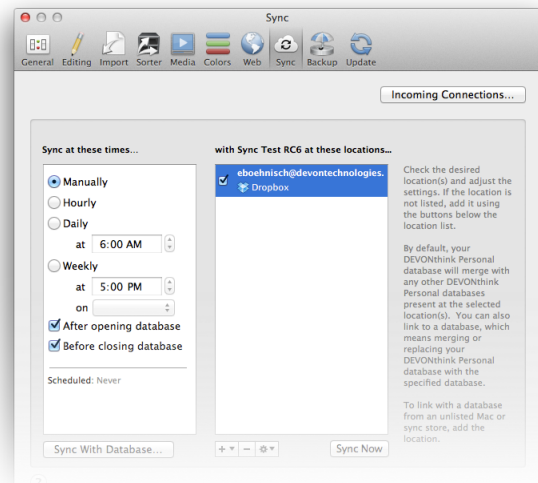 Sync
General Editing Import Sorter Media Colors Web Sync Backup Update
Incoming Connections...
Sync at these times...
with Sync Test RC6 at these locations...
Manually
Hourly
Daily
at 6:00 AM
Weekly
at 5:00 PM
on
After opening database
Before closing database
Scheduled: Never
Sync With Database...
eboehnisch@devontechnologies.
Dropbox
Sync Now
Check the desired
location(s) and adjust the
settings. If the location is
not listed, add it using
the buttons below the
location list.
By default, your
DEVONthink Personal
database will merge with
any other DEVONthink
Personal databases
present at the selected
location(s). You can also
link to a database, which
means merging or
replacing your
DEVONthink Personal
database with the
specified database.
To link with a database
from an unlisted Mac or
sync store, add the
location.